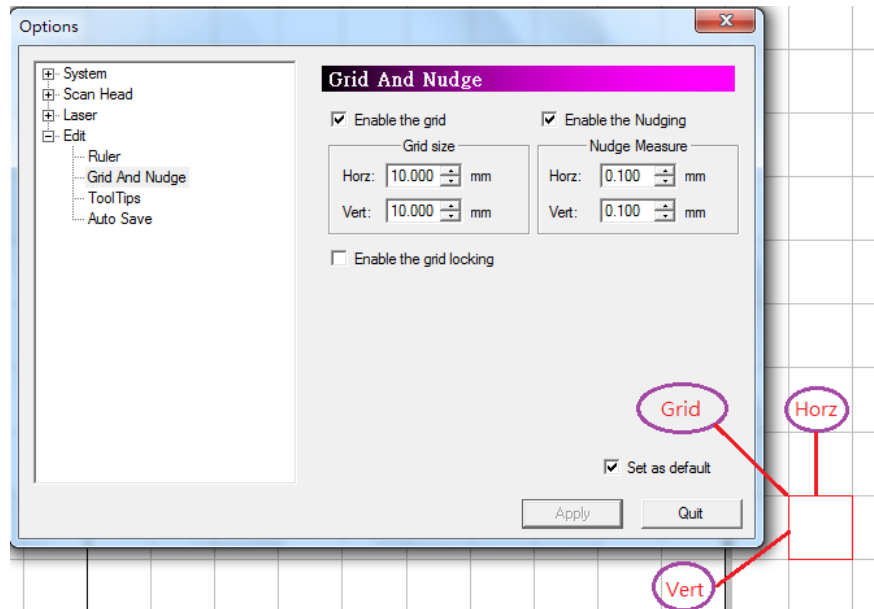 Options
System
Scan Head
Laser
Edit
Ruler
Grid And Nudge
ToolTips
Auto Save
Grid And Nudge
Enable the grid
Enable the Nudging
Grid size
Nudge Measure
Horz: 10.000 mm
Horz: 0.100 mm
Vert: 10.000 mm
Vert: 0.100 mm
Enable the grid locking
Grid
Horz
Set as default
Apply
Quit
Vert